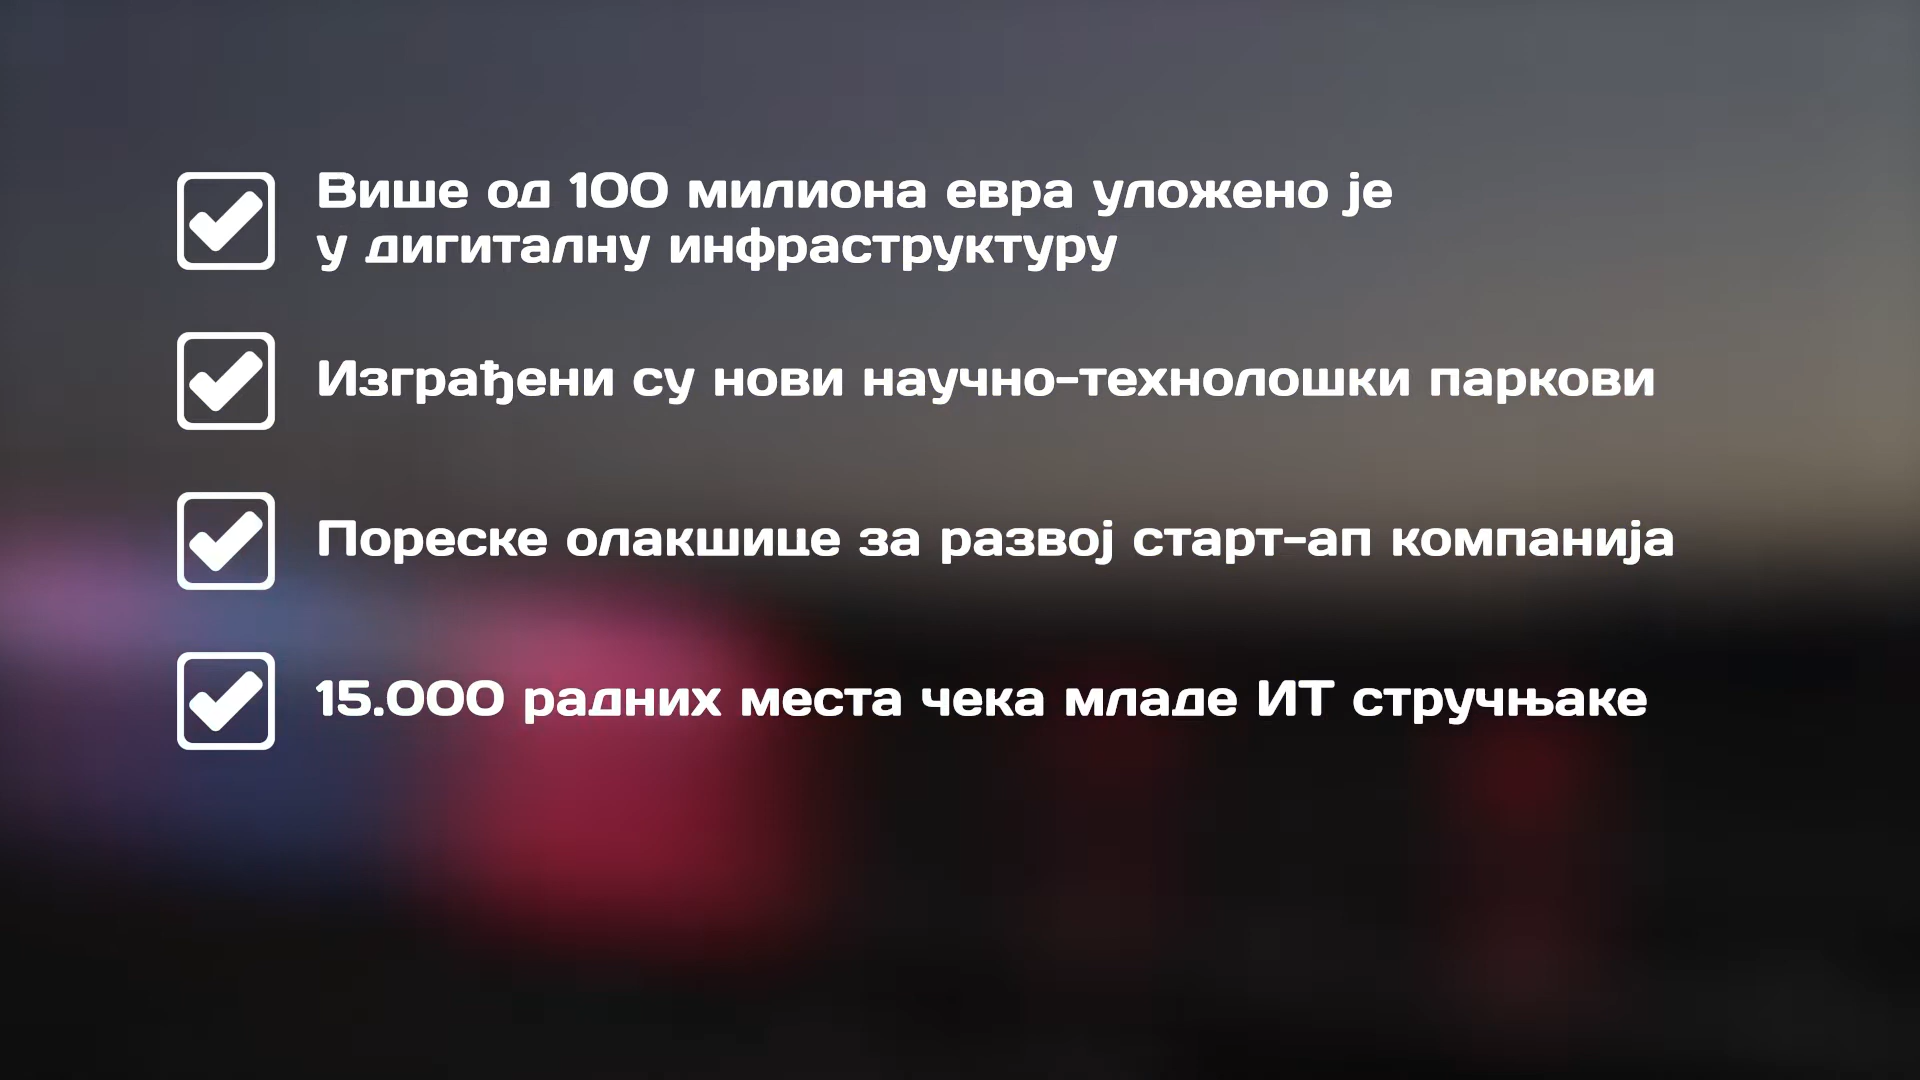 Више од 100 милиона евра уложено је
у дигиталну инфраструктуру
Изграђени су нови научно-технолошки паркови
Пореске олакшице за развој старт-ап компанија
15.000 радних места чека младе ИТ стручњаке